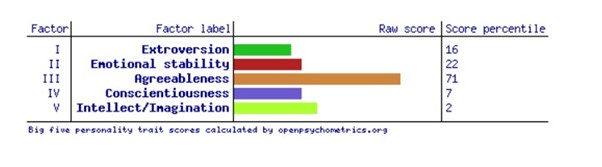 Factor Factor label Raw score Score percentile
I Extroversion 16
II Emotional stability 22
III Agreeableness 71
IV Conscientiousness 7
V Intellect/Imagination 2
Big five personality trait scores calculated by openpsychometrics.org